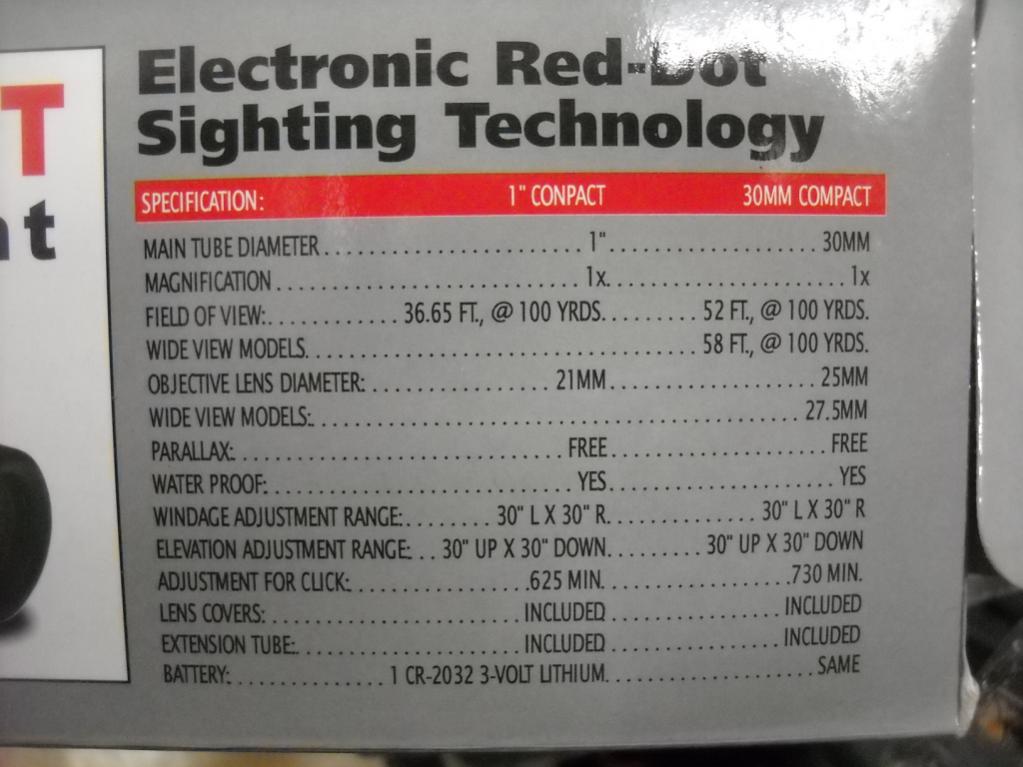 T
nt
Electronic Red-Dot
Sighting Technology
SPECIFICATION: 1" CONPACT 30MM COMPACT
MAIN TUBE DIAMETER..............................1"..................... 30MM
MAGNIFICATION...................................1x........................1x
FIELD OF VIEW:.............36.65 FT., @ 100 YRDS..........52 FT., @ 100 YRDS.
WIDE VIEW MODELS..........................................58 FT., @ 100 YRDS.
OBJECTIVE LENS DIAMETER:..................21MM.....................25MM
WIDE VIEW MODELS:..................................................27.5MM
PARALLAX:................................FREE.......................FREE
WATER PROOF:..............................YES........................YES
WINDAGE ADJUSTMENT RANGE:........30" L X 30" R...............30" L X 30" R
ELEVATION ADJUSTMENT RANGE:...30" UP X 30" DOWN..........30" UP X 30" DOWN
ADJUSTMENT FOR CLICK:..................625 MIN....................730 MIN.
LENS COVERS:..........................INCLUDED................INCLUDED
EXTENSION TUBE:.......................INCLUDED................INCLUDED
BATTERY:................1 CR-2032 3-VOLT LITHIUM.....................SAME